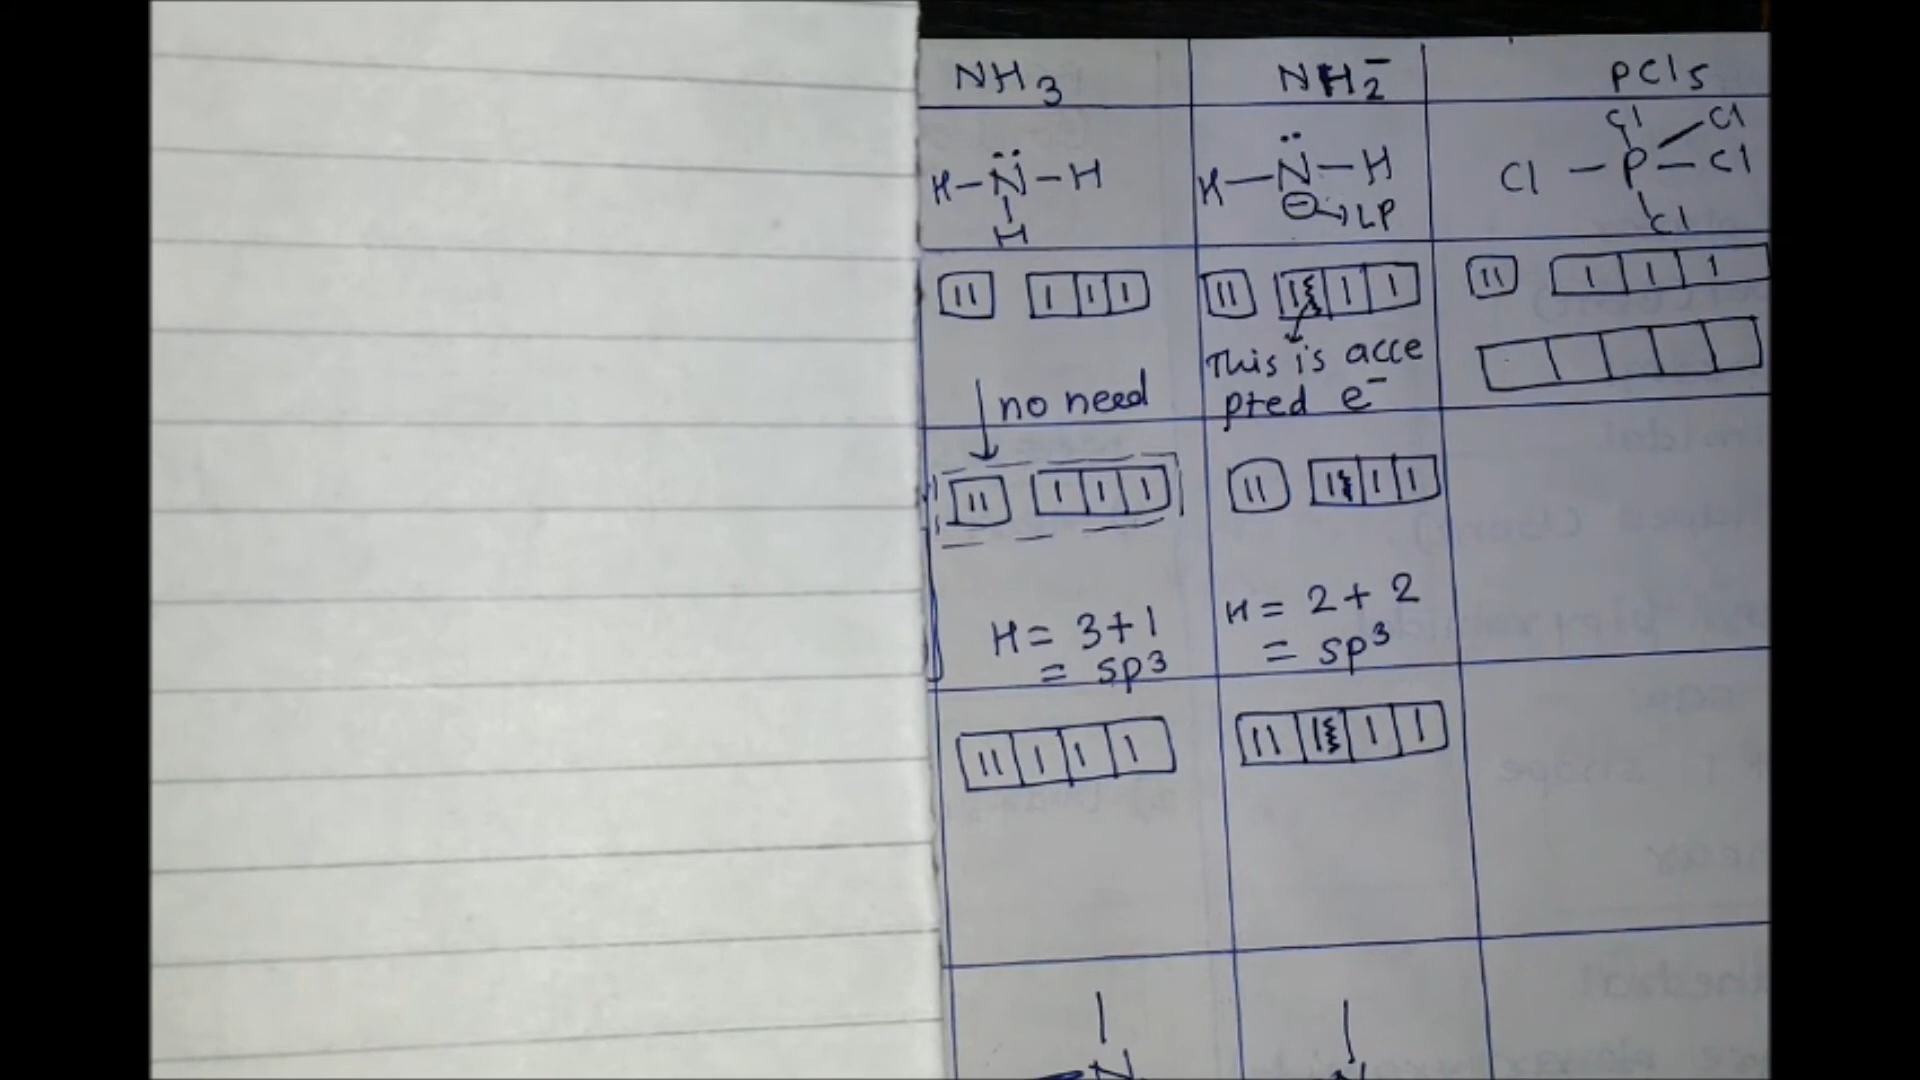 NH3
NH2-
PCl5
H-N̈-H
H
H-N̈-H
⊖→LP
Cl Cl
Cl -P-Cl
Cl
no need
This is acce
pted e-
H= 3+1
= sp3
H= 2+2
= sp3
N
N